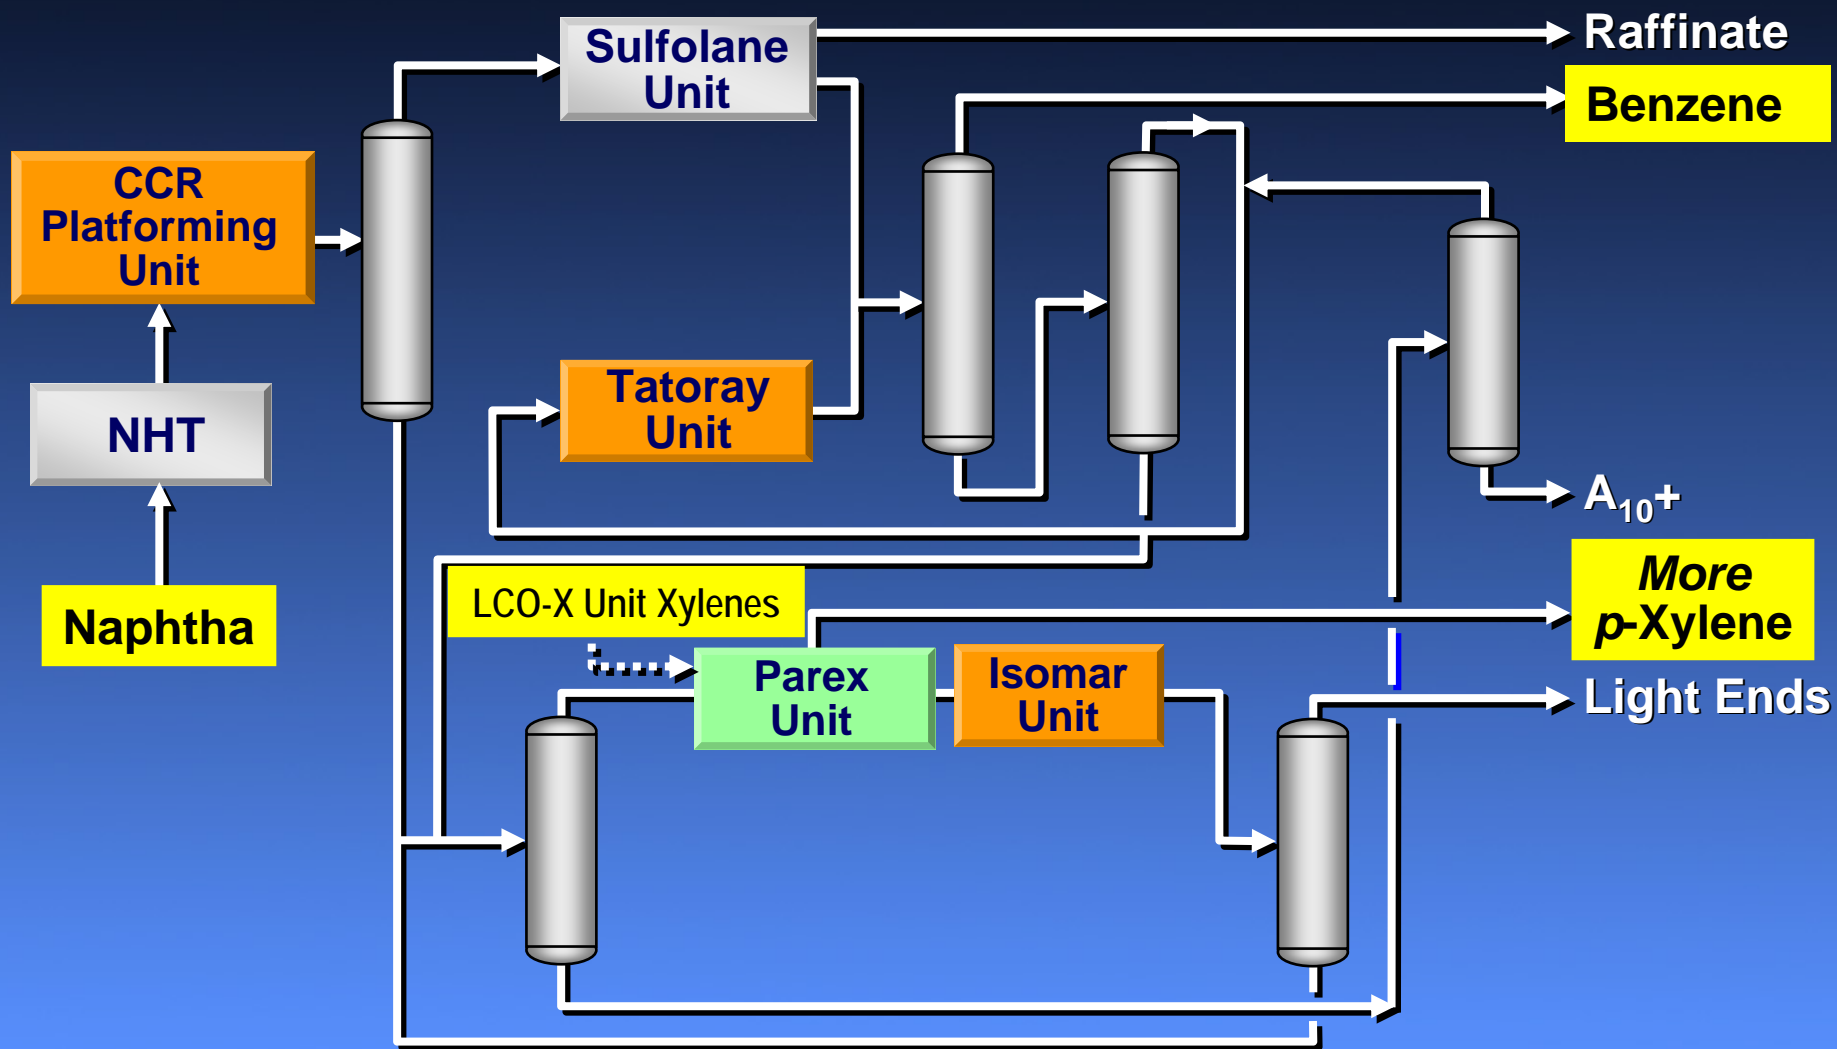 Raffinate
Sulfolane
Unit
Benzene
CCR
Platforming
Unit
Tatoray
Unit
NHT
A₁₀+
Naphtha
LCO-X Unit Xylenes
More
p-Xylene
Parex
Unit
Isomar
Unit
Light Ends